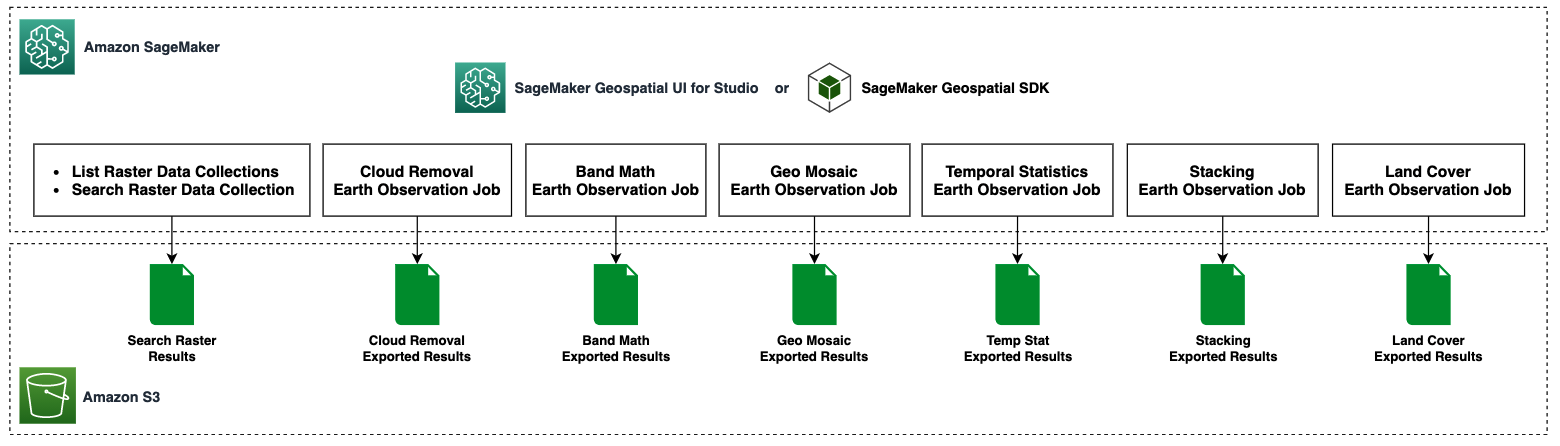 Amazon SageMaker
SageMaker Geospatial UI for Studio or SageMaker Geospatial SDK
• List Raster Data Collections
• Search Raster Data Collection
Cloud Removal
Earth Observation Job
Band Math
Earth Observation Job
Geo Mosaic
Earth Observation Job
Temporal Statistics
Earth Observation Job
Stacking
Earth Observation Job
Land Cover
Earth Observation Job
Search Raster
Results
Cloud Removal
Exported Results
Band Math
Exported Results
Geo Mosaic
Exported Results
Temp Stat
Exported Results
Stacking
Exported Results
Land Cover
Exported Results
Amazon S3